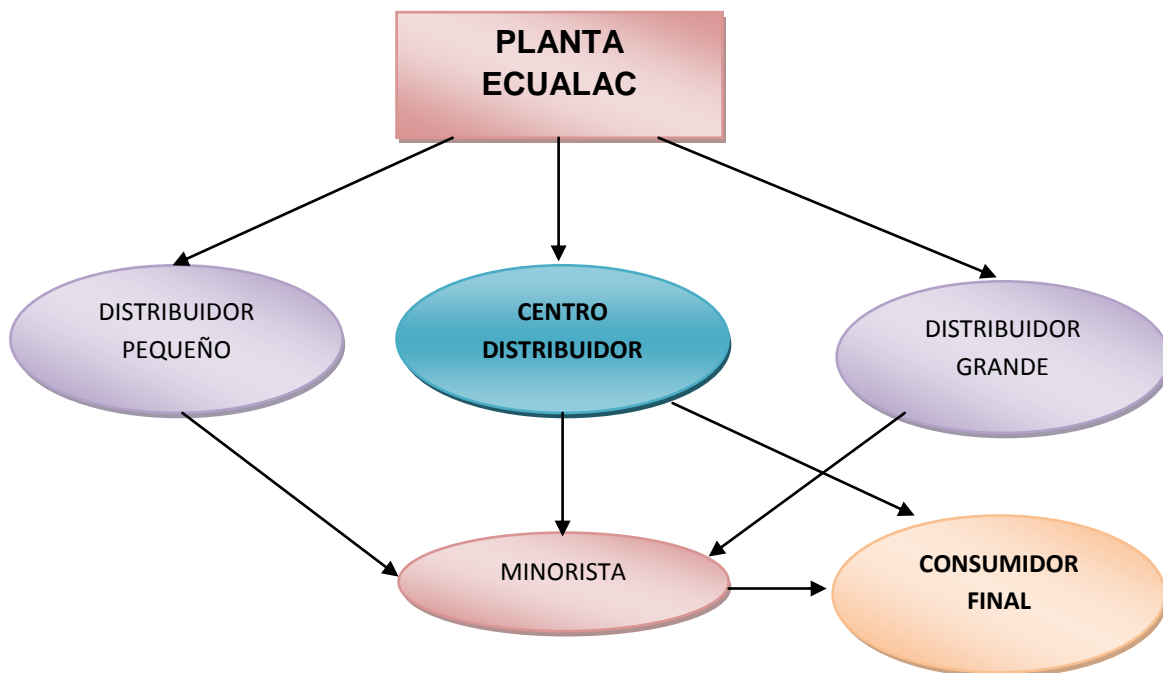 PLANTA
ECUALAC
DISTRIBUIDOR
PEQUEÑO
CENTRO
DISTRIBUIDOR
DISTRIBUIDOR
GRANDE
MINORISTA
CONSUMIDOR
FINAL